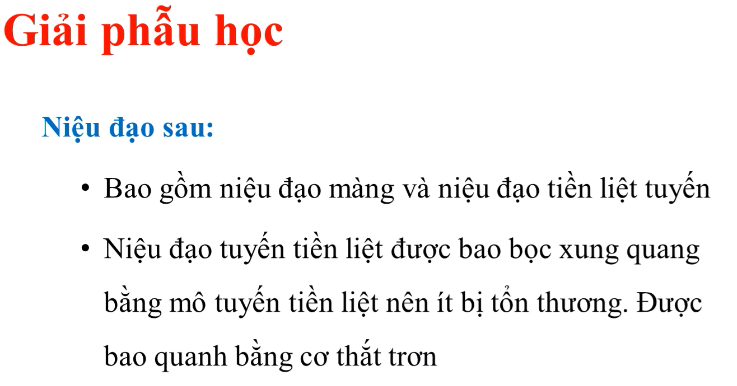 Giải phẫu học
Niệu đạo sau:
• Bao gồm niệu đạo màng và niệu đạo tiền liệt tuyến
• Niệu đạo tuyến tiền liệt được bao bọc xung quang
bằng mô tuyến tiền liệt nên ít bị tổn thương. Được
bao quanh bằng cơ thắt trơn